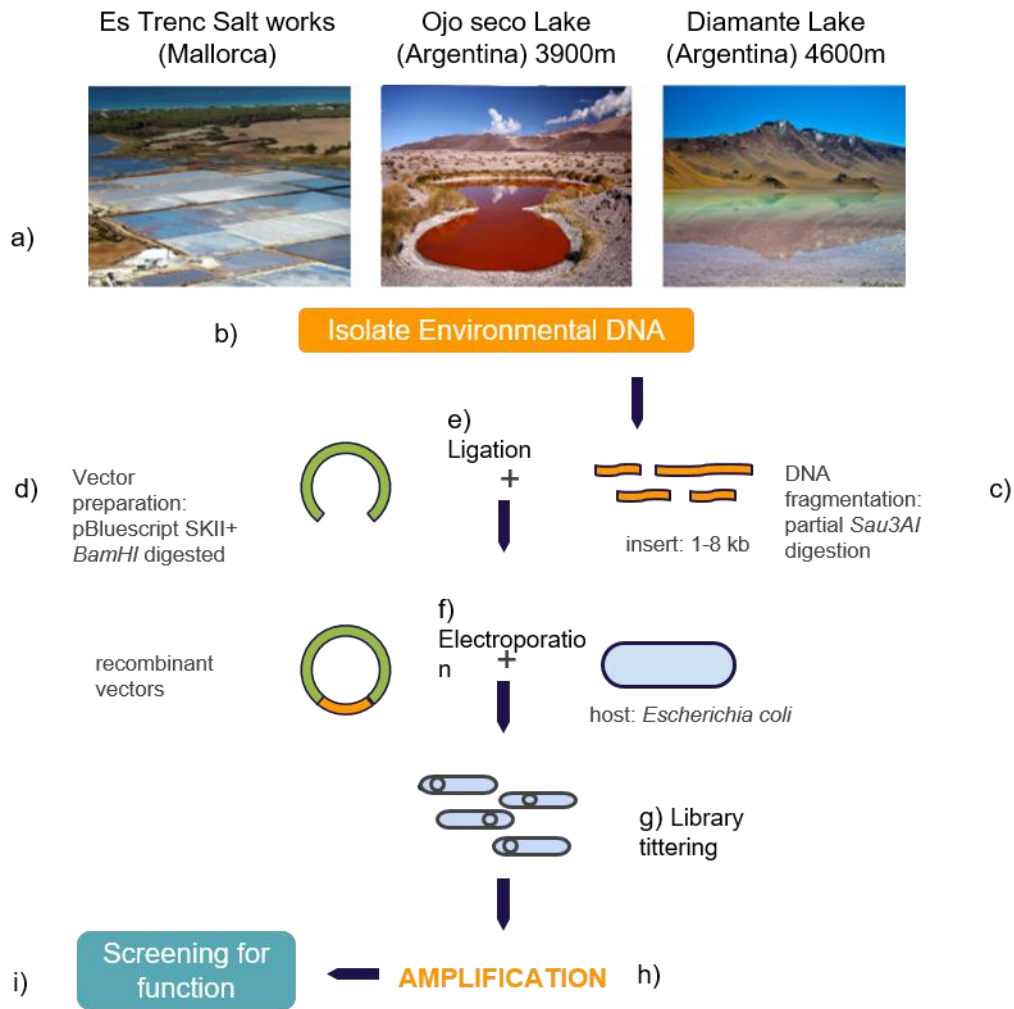 Es Trenc Salt works
(Mallorca)
Ojo seco Lake
(Argentina) 3900m
Diamante Lake
(Argentina) 4600m
a)
b)
Isolate Environmental DNA
e)
Ligation
+
d)
Vector
preparation:
pBluescript SKII+
BamHI digested
insert: 1-8 kb
DNA
fragmentation:
partial Sau3AI
digestion
c)
recombinant
vectors
f)
Electroporatio
n
+
host: Escherichia coli
g) Library
tittering
Screening for
function
i)
AMPLIFICATION
h)